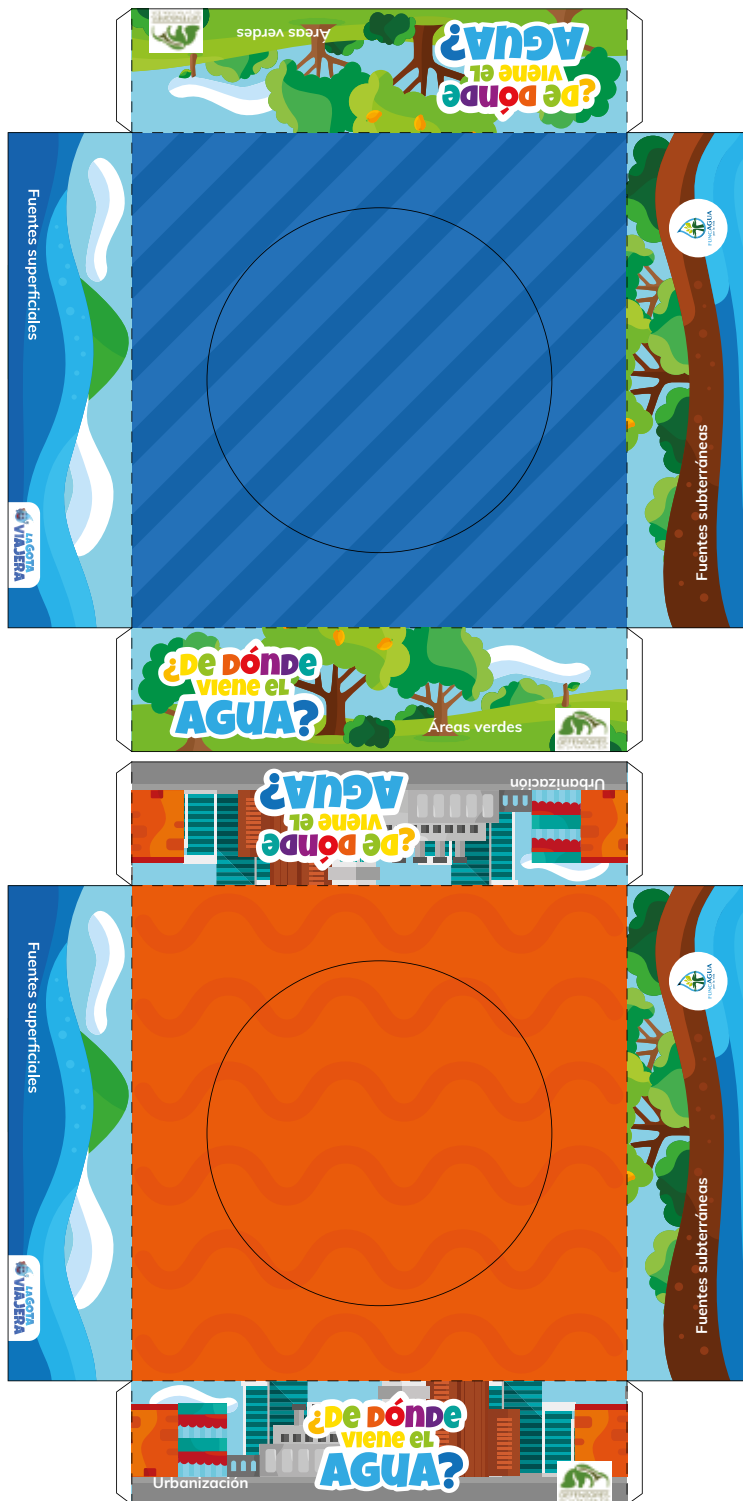 Áreas verdes
¿DE DÓNDE
VIENE EL
AGUA?
Fuentes superficiales
LA GOTA
VIAJERA
FUNCAGUA
Fuentes subterráneas
¿DE DÓNDE
VIENE EL
AGUA?
Áreas verdes
Urbanización
¿DE DÓNDE
VIENE EL
AGUA?
Fuentes superficiales
LA GOTA
VIAJERA
FUNCAGUA
Fuentes subterráneas
¿DE DÓNDE
VIENE EL
AGUA?
Urbanización